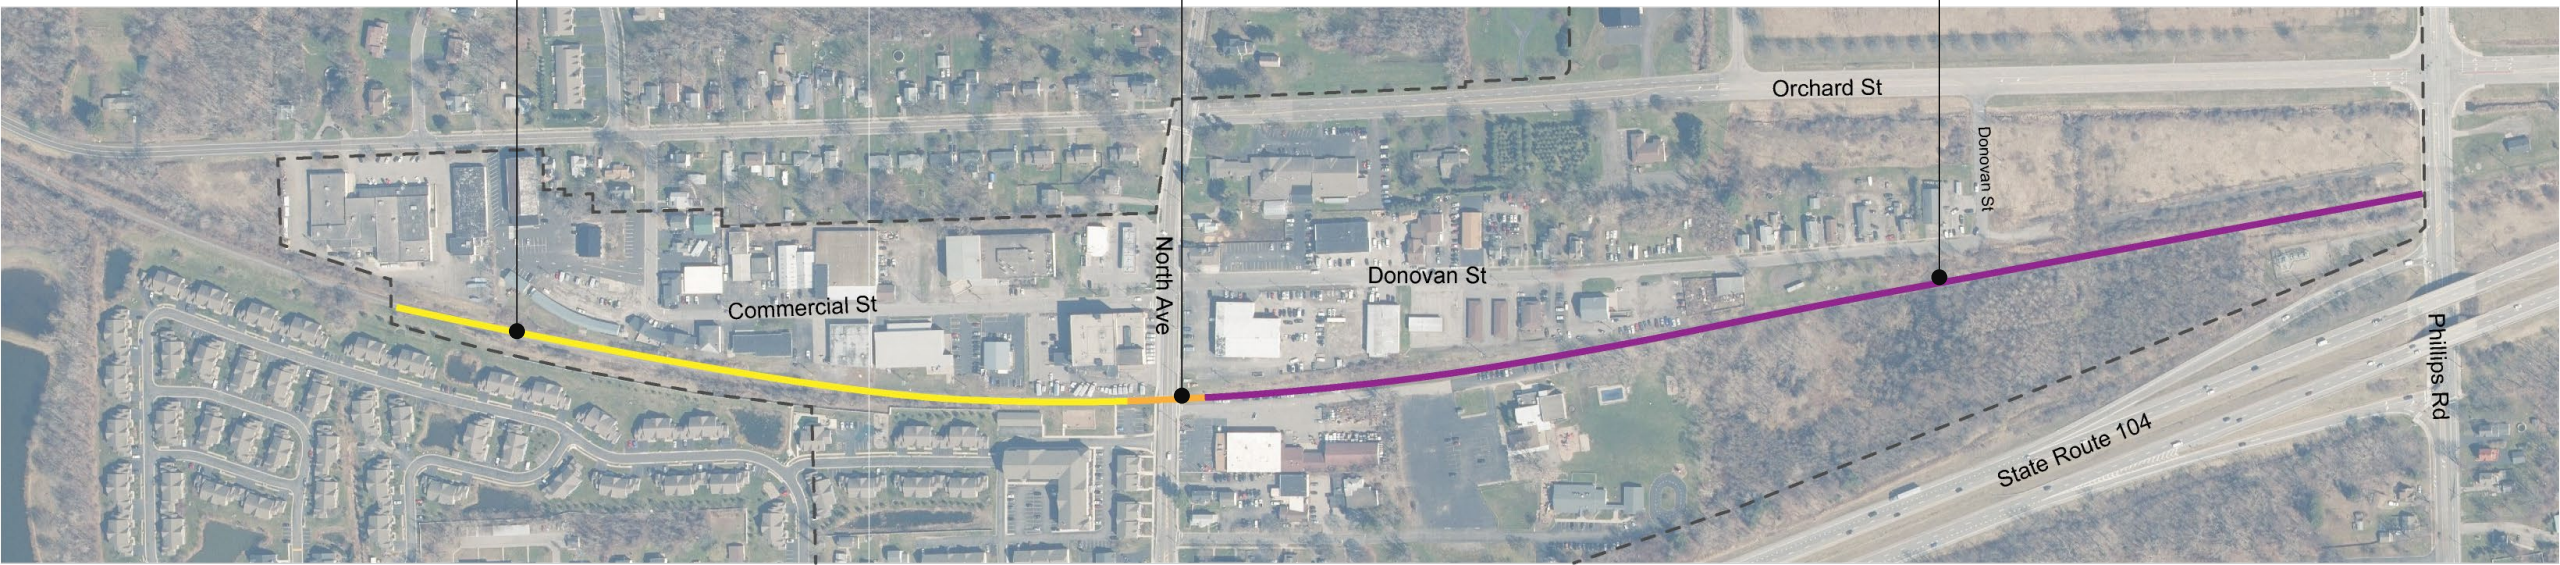 Orchard St
Donovan St
North Ave
Donovan St
Commercial St
Phillips Rd
State Route 104